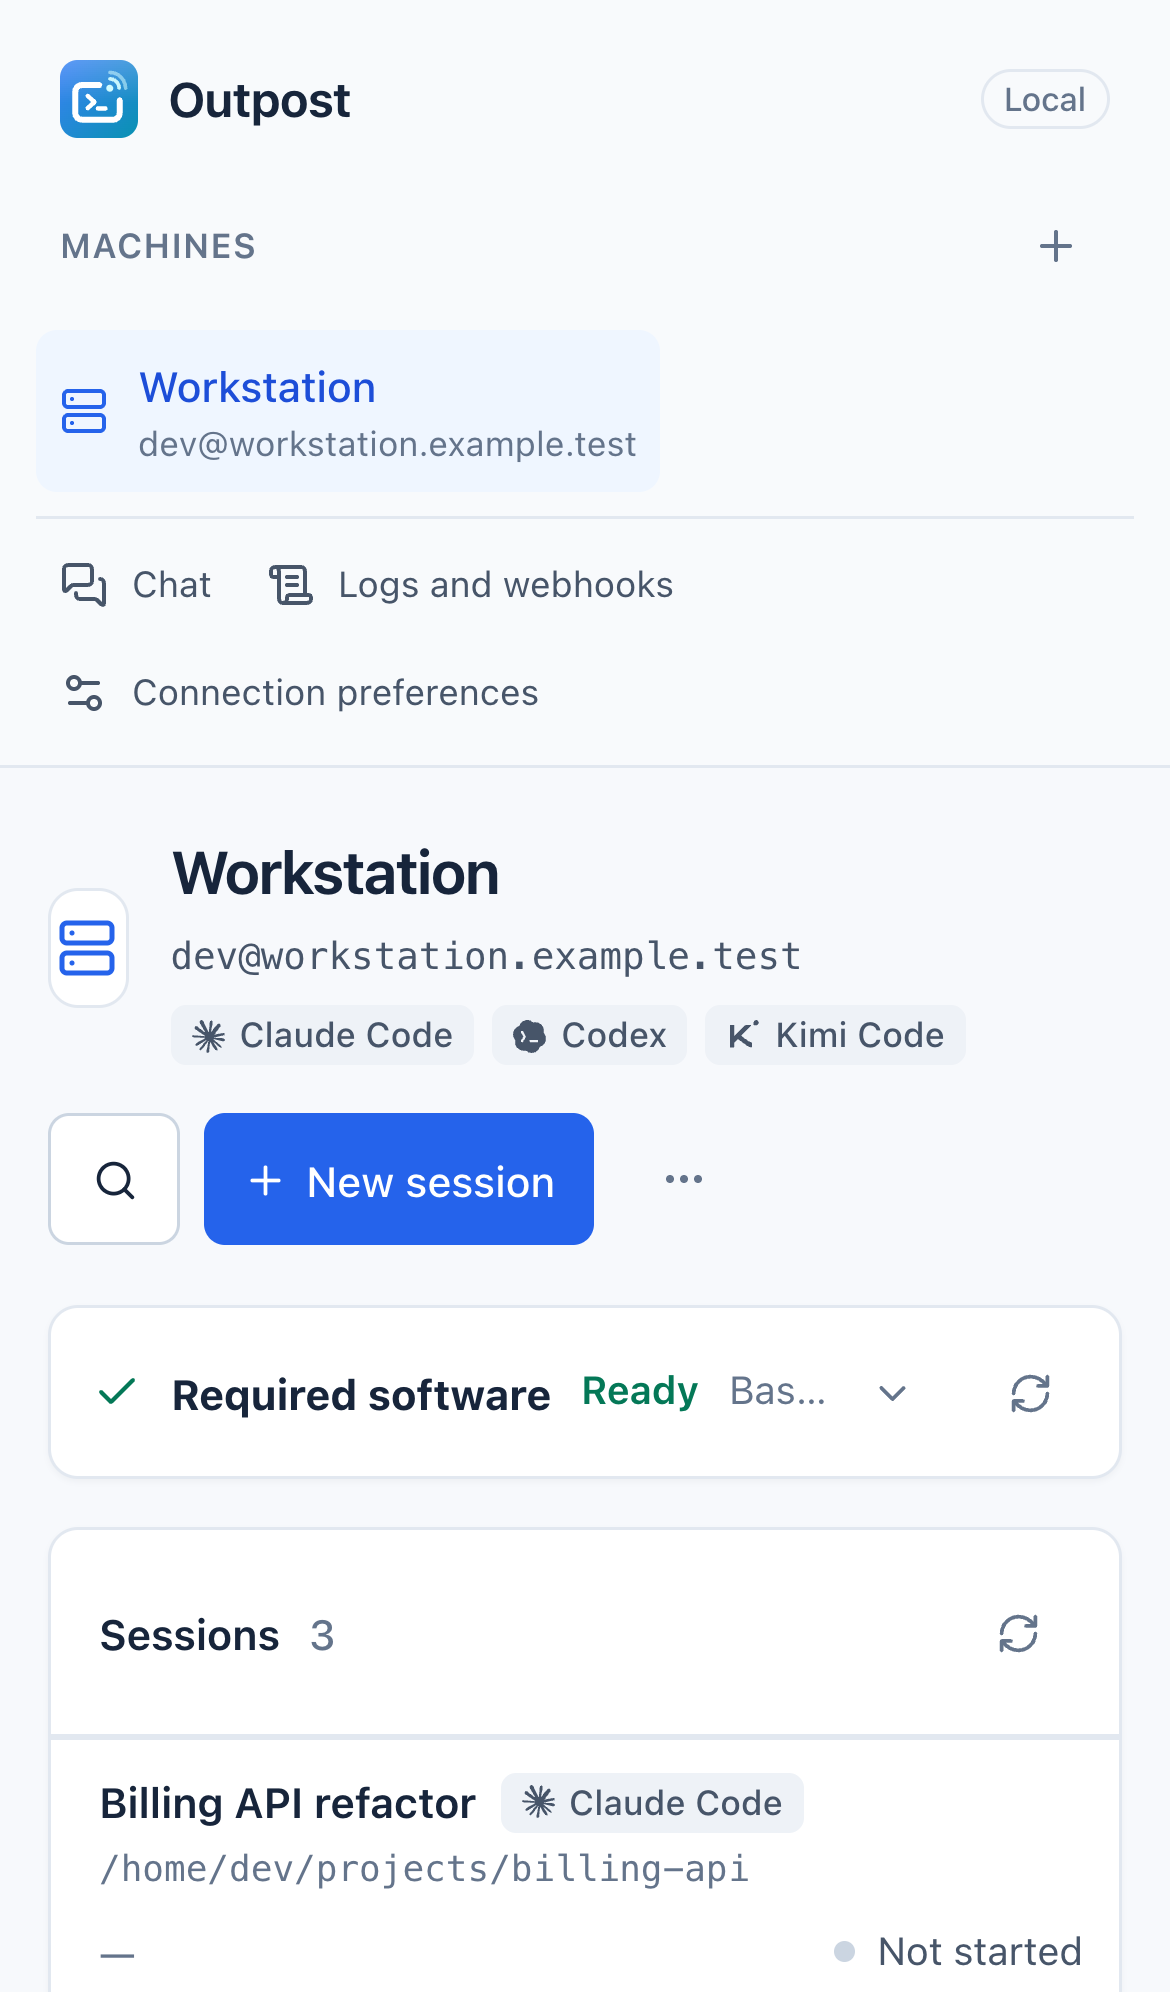 Outpost
Local
MACHINES
Workstation
dev@workstation.example.test
Chat
Logs and webhooks
Connection preferences
Workstation
dev@workstation.example.test
Claude Code
Codex
Kimi Code
New session
Required software Ready Bas...
Sessions 3
Billing API refactor
Claude Code
/home/dev/projects/billing-api
—
Not started